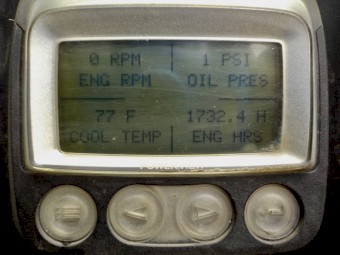 0 RPM 1 PSI
ENG RPM OIL PRES
77 F 1732.4 H
COOL TEMP ENG HRS